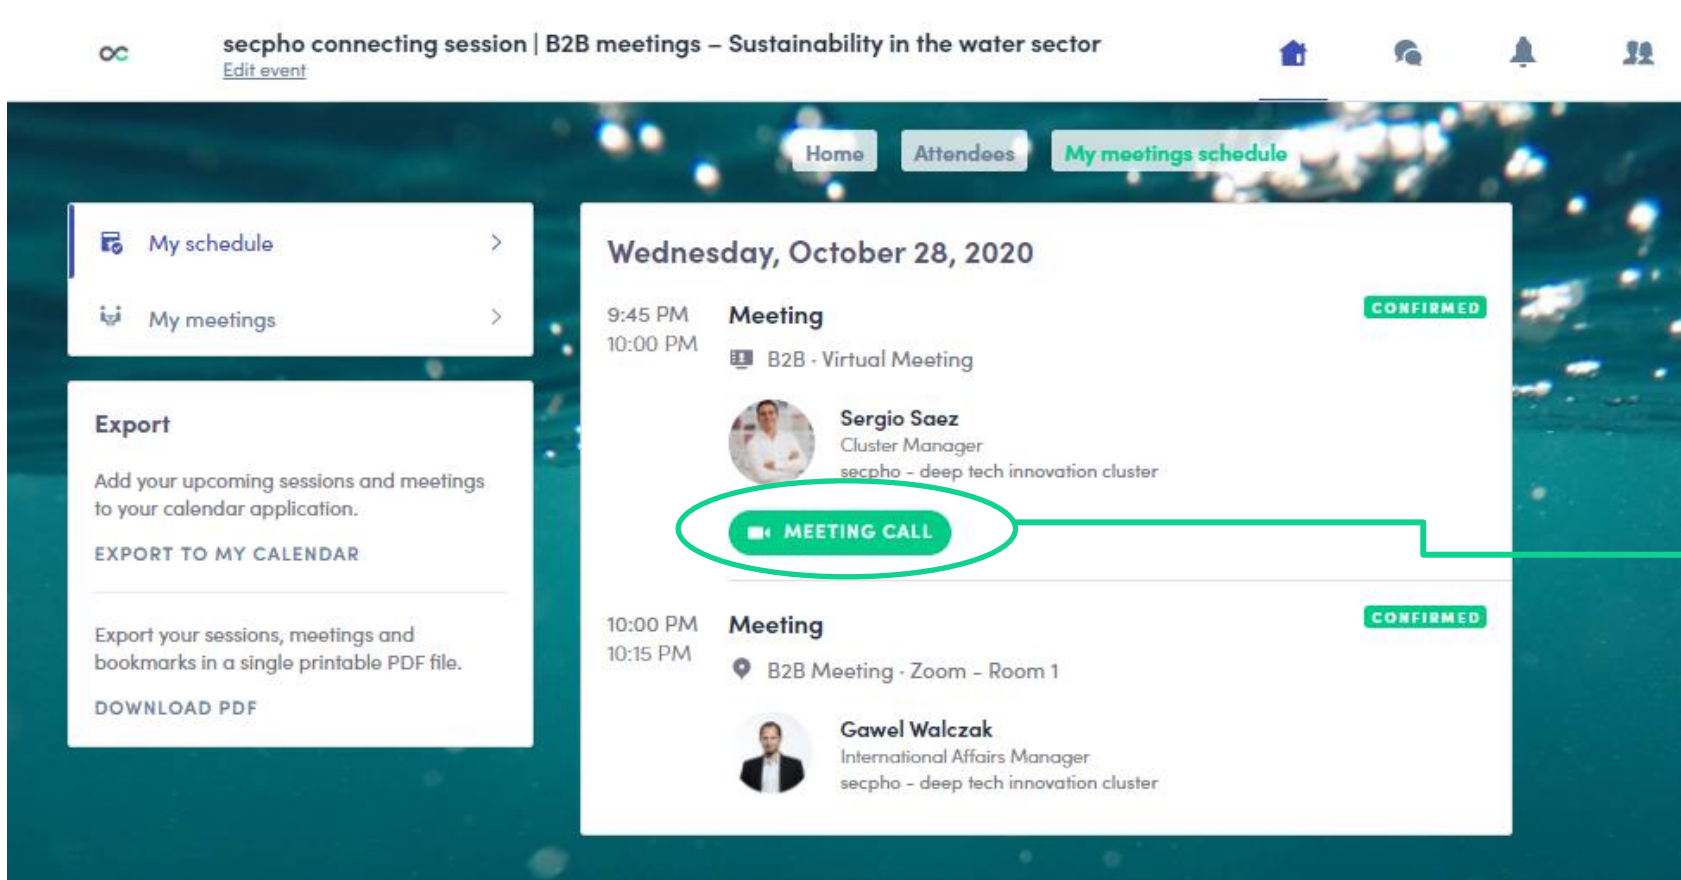 secpho connecting session | B2B meetings – Sustainability in the water sector
Edit event
Home
Attendees
My meetings schedule
My schedule
My meetings
Export
Add your upcoming sessions and meetings
to your calendar application.
EXPORT TO MY CALENDAR
Export your sessions, meetings and
bookmarks in a single printable PDF file.
DOWNLOAD PDF
Wednesday, October 28, 2020
9:45 PM
10:00 PM
Meeting
CONFIRMED
B2B · Virtual Meeting
Sergio Saez
Cluster Manager
secpho - deep tech innovation cluster
MEETING CALL
10:00 PM
10:15 PM
Meeting
CONFIRMED
B2B Meeting · Zoom - Room 1
Gawel Walczak
International Affairs Manager
secpho - deep tech innovation cluster